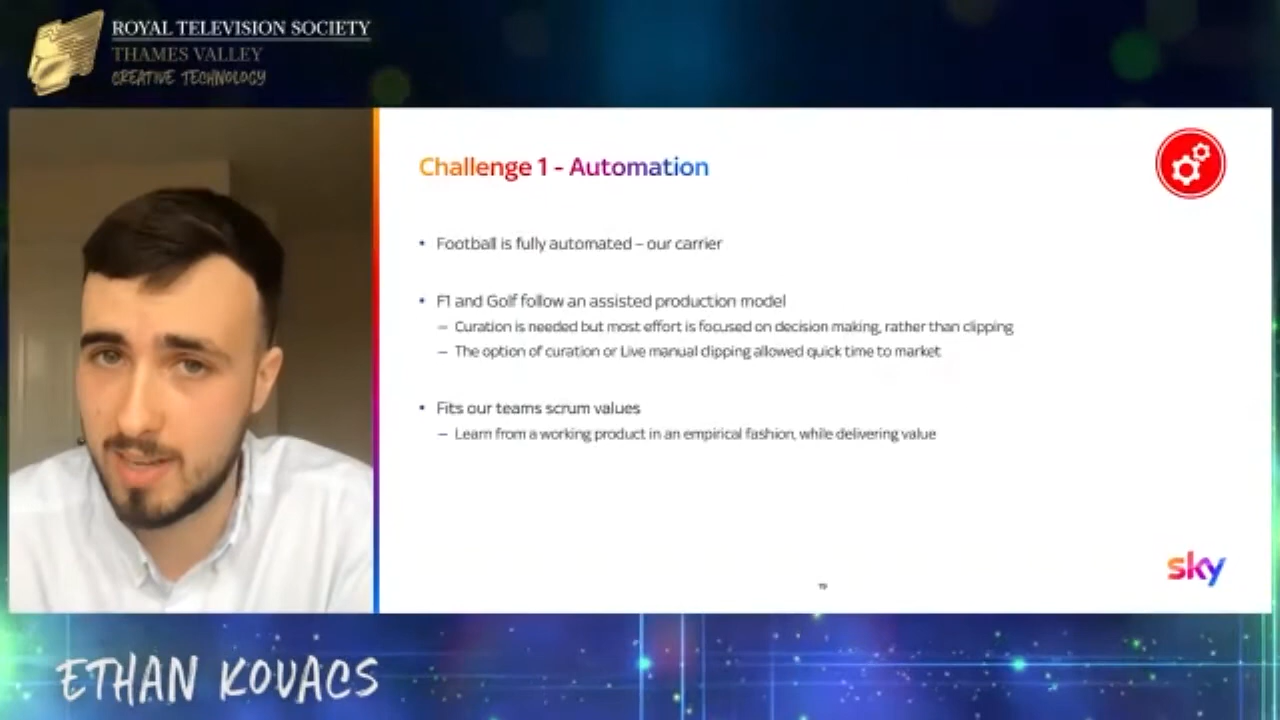 ROYAL TELEVISION SOCIETY
THAMES VALLEY
CREATIVE TECHNOLOGY
Challenge 1 - Automation
• Football is fully automated – our carrier
• F1 and Golf follow an assisted production model
– Curation is needed but most effort is focused on decision making, rather than clipping
– The option of curation or Live manual clipping allowed quick time to market
• Fits our teams scrum values
– Learn from a working product in an empirical fashion, while delivering value
19
sky
ETHAN KOVACS